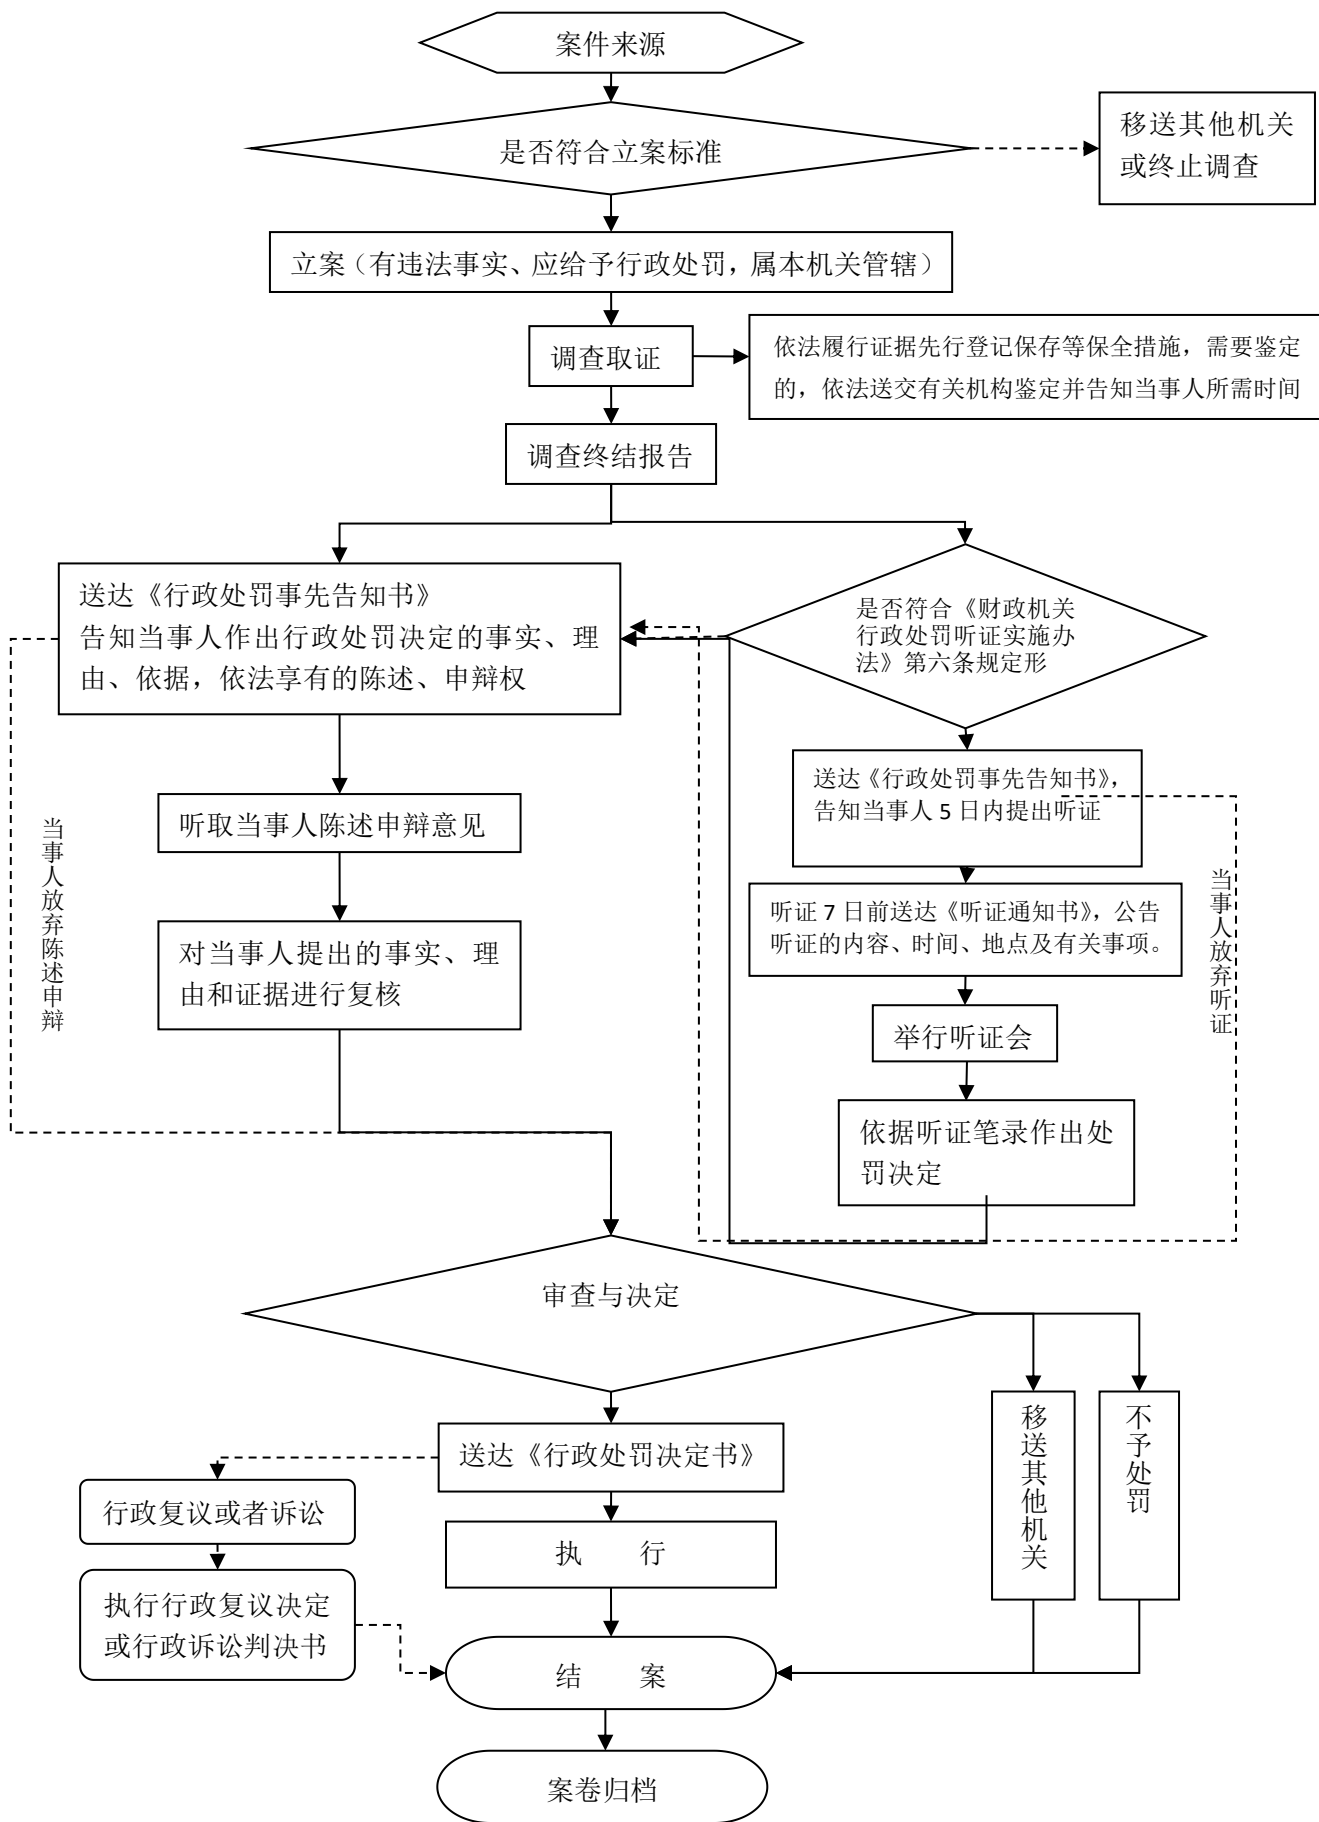 案件来源
是否符合立案标准
移送其他机关
或终止调查
立案（有违法事实、应给予行政处罚，属本机关管辖）
调查取证
依法履行证据先行登记保存等保全措施，需要鉴定
的，依法送交有关机构鉴定并告知当事人所需时间
调查终结报告
送达《行政处罚事先告知书》
告知当事人作出行政处罚决定的事实、理
由、依据，依法享有的陈述、申辩权
是否符合《财政机关
行政处罚听证实施办
法》第六条规定形
送达《行政处罚事先告知书》，
告知当事人 5 日内提出听证
听取当事人陈述申辩意见
当事人放弃陈述申辩
当事人放弃听证
听证 7 日前送达《听证通知书》，公告
听证的内容、时间、地点及有关事项。
对当事人提出的事实、理
由和证据进行复核
举行听证会
依据听证笔录作出处
罚决定
审查与决定
移送其他机关
不予处罚
送达《行政处罚决定书》
行政复议或者诉讼
执 行
执行行政复议决定
或行政诉讼判决书
结 案
案卷归档